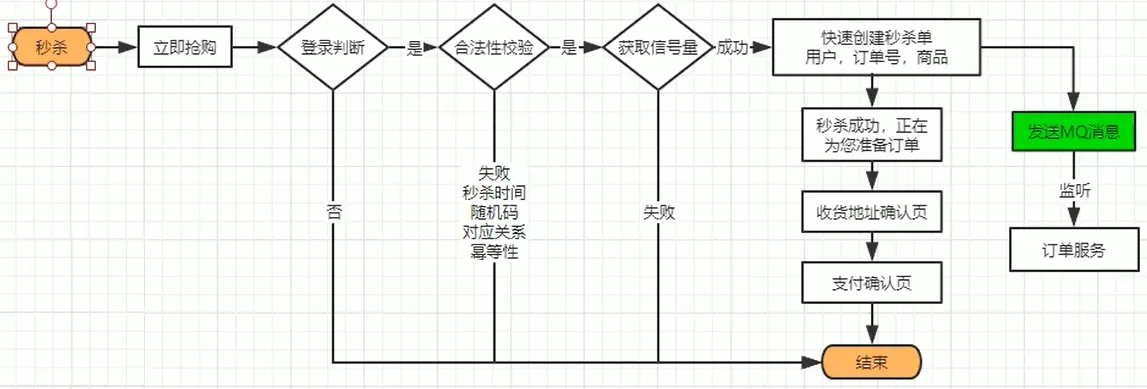 秒杀
立即抢购
登录判断
是
合法性校验
是
获取信号量
成功
快速创建秒杀单
用户，订单号，商品
秒杀成功，正在
为您准备订单
发送MQ消息
失败
秒杀时间
随机码
对应关系
幂等性
否
失败
监听
收货地址确认页
订单服务
支付确认页
结束